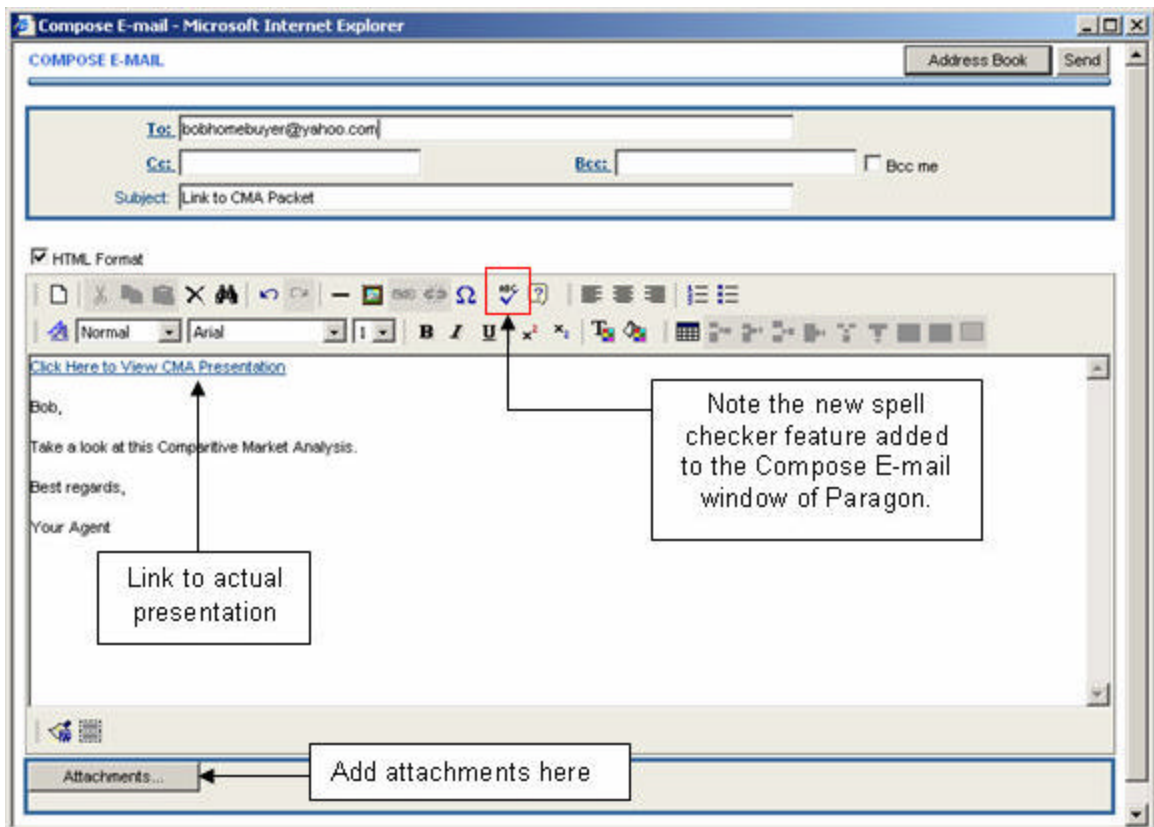 Compose E-mail - Microsoft Internet Explorer
COMPOSE E-MAIL
Address Book
Send
To: bobhomebuyer@yahoo.com
Cc:
Bcc:
Bcc me
Subject: Link to CMA Packet
HTML Format
ABC
Normal
Arial
1
B I U x² x₂
Click Here to View CMA Presentation
Bob,
Take a look at this Comparitive Market Analysis.
Best regards,
Your Agent
Note the new spell
checker feature added
to the Compose E-mail
window of Paragon.
Link to actual
presentation
Attachments...
Add attachments here